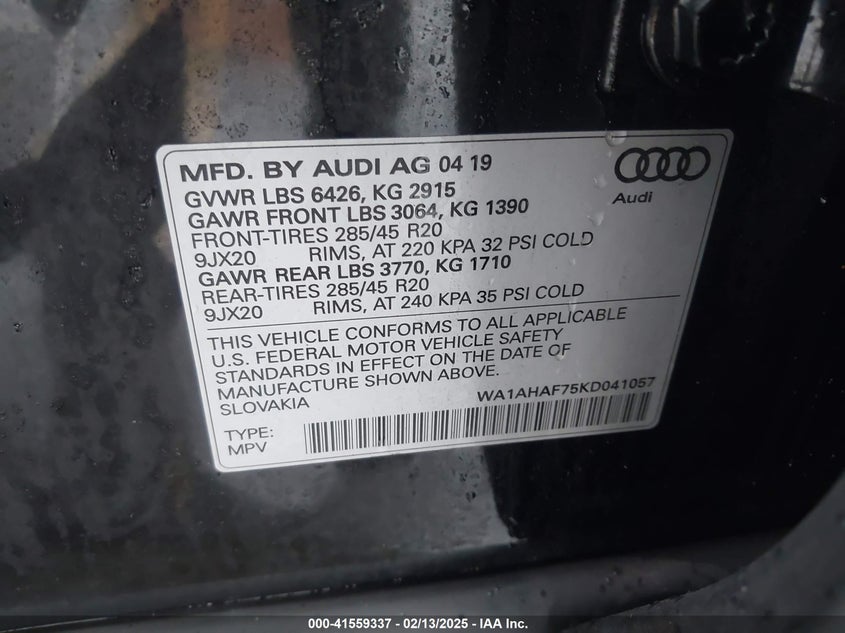 MFD. BY AUDI AG 04 19
GVWR LBS 6426, KG 2915
GAWR FRONT LBS 3064, KG 1390
FRONT-TIRES 285/45 R20
9JX20 RIMS, AT 220 KPA 32 PSI COLD
GAWR REAR LBS 3770, KG 1710
REAR-TIRES 285/45 R20
9JX20 RIMS, AT 240 KPA 35 PSI COLD
Audi
THIS VEHICLE CONFORMS TO ALL APPLICABLE
U.S. FEDERAL MOTOR VEHICLE SAFETY
STANDARDS IN EFFECT ON THE DATE OF
MANUFACTURE SHOWN ABOVE.
SLOVAKIA WA1AHAF75KD041057
TYPE:
MPV
000-41559337 - 02/13/2025 - IAA Inc.